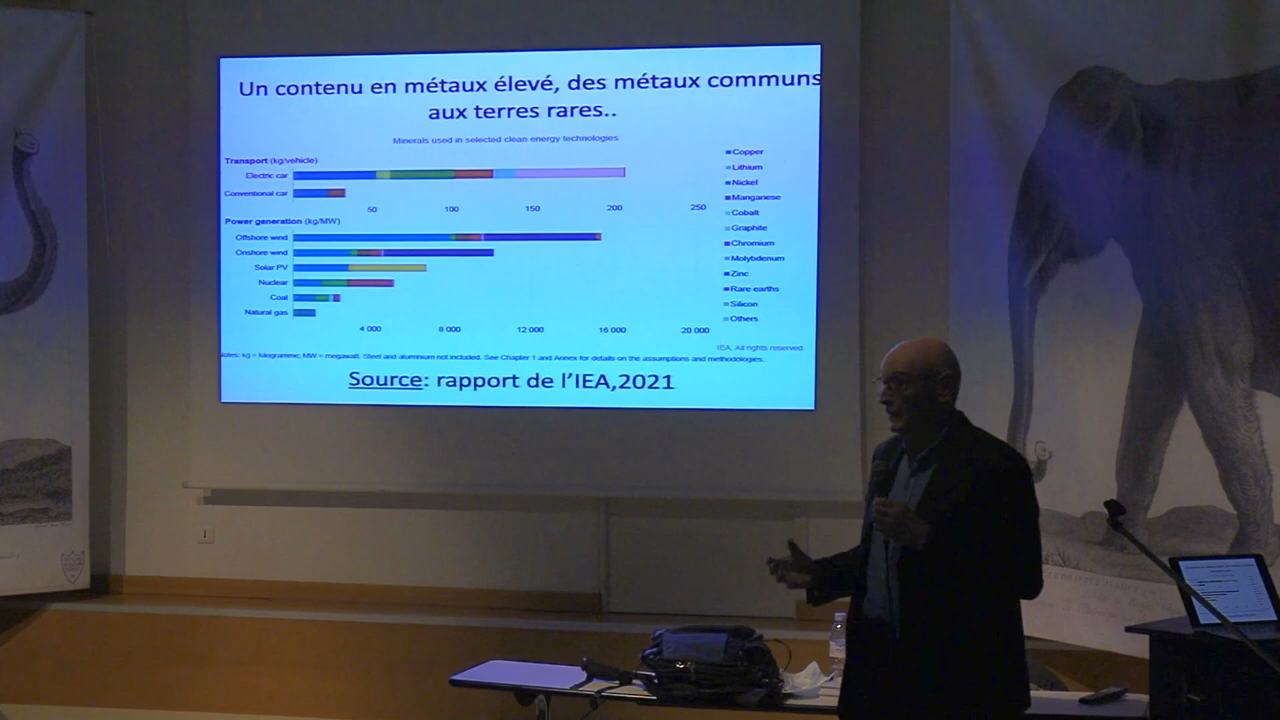 Un contenu en métaux élevé, des métaux communs
aux terres rares..
Minerals used in selected clean energy technologies
Transport (kg/vehicle)
Electric car
Conventional car
50 100 150 200 250
Power generation (kg/MW)
Offshore wind
Onshore wind
Solar PV
Nuclear
Coal
Natural gas
4 000 8 000 12 000 16 000 20 000
Copper
Lithium
Nickel
Manganese
Cobalt
Graphite
Chromium
Molybdenum
Zinc
Rare earths
Silicon
Others
IEA. All rights reserved.
Notes: kg = kilogramme; MW = megawatt. Steel and aluminium not included. See Chapter 1 and Annex for details on the assumptions and methodologies.
Source: rapport de l'IEA,2021